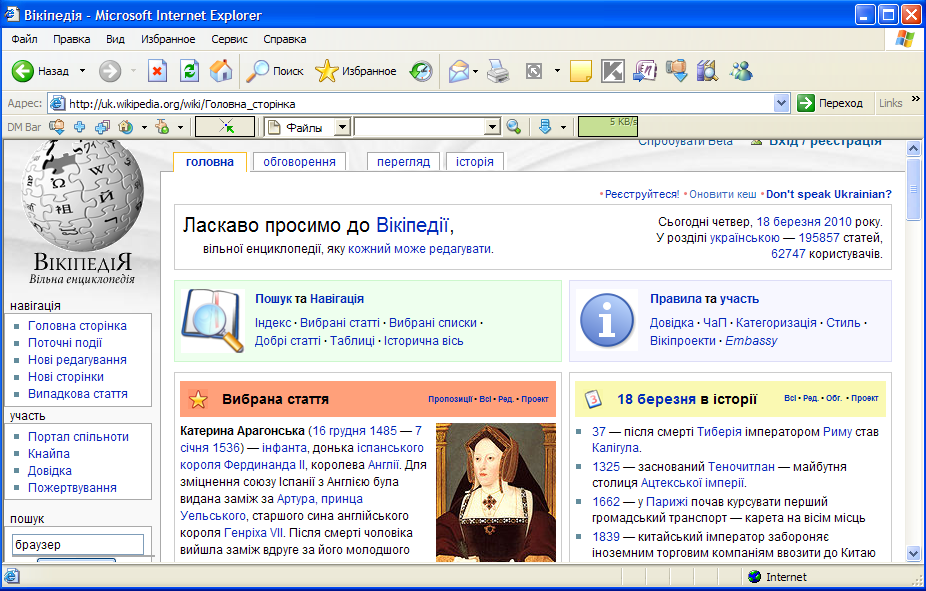 Вікіпедія - Microsoft Internet Explorer
Файл Правка Вид Избранное Сервис Справка
Назад Поиск Избранное
Адрес: http://uk.wikipedia.org/wiki/Головна_сторінка Переход Links »
DM Bar Файлы 5 KB/s
Спробувати Beta Вхід / реєстрація
головна обговорення перегляд історія
• Реєструйтеся! • Оновити кеш • Don't speak Ukrainian?
ВікіпедіЯ
Вільна енциклопедія
навігація
Головна сторінка
Поточні події
Нові редагування
Нові сторінки
Випадкова стаття
участь
Портал спільноти
Кнайпа
Довідка
Пожертвування
пошук
браузер
Ласкаво просимо до Вікіпедії,
вільної енциклопедії, яку кожний може редагувати.
Сьогодні четвер, 18 березня 2010 року.
У розділі українською — 195857 статей,
62747 користувачів.
Пошук та Навігація
Індекс · Вибрані статті · Вибрані списки ·
Добрі статті · Таблиці · Історична вісь
Правила та участь
Довідка · ЧаП · Категоризація · Стиль ·
Вікіпроекти · Embassy
Вибрана стаття Пропозиції • Всі • Ред. • Проект
Катерина Арагонська (16 грудня 1485 — 7
січня 1536) — інфанта, донька іспанського
короля Фердинанда II, королева Англії. Для
зміцнення союзу Іспанії з Англією була
видана заміж за Артура, принца
Уельського, старшого сина англійського
короля Генріха VII. Після смерті чоловіка
вийшла заміж вдруге за його молодшого
3 18 березня в історії Всі • Ред. • Обг. • Проект
37 — після смерті Тиберія імператором Риму став
Калігула.
1325 — заснований Теночитлан — майбутня
столиця Ацтекської імперії.
1662 — у Парижі почав курсувати перший
громадський транспорт — карета на вісім місць
1839 — китайський імператор забороняє
іноземним торговим компаніям ввозити до Китаю
Internet